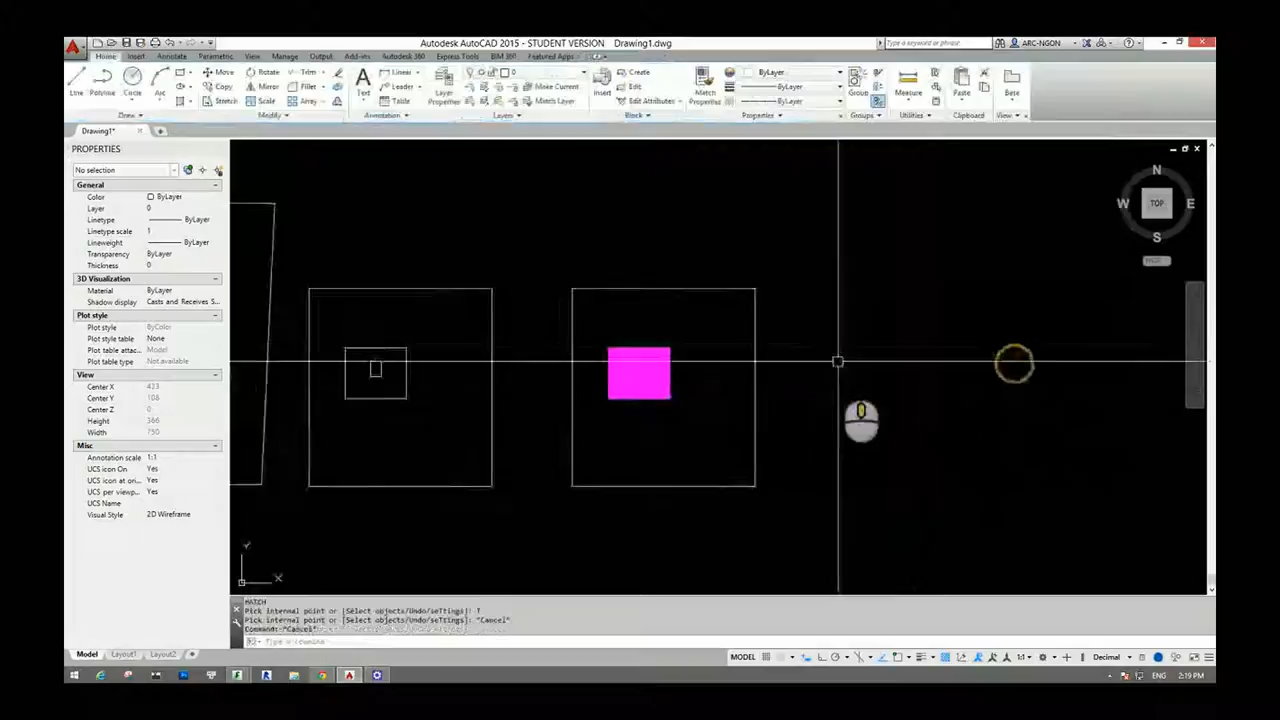 Autodesk AutoCAD 2015 - STUDENT VERSION Drawing1.dwg
Type a keyword or phrase
ARC-NGON
Home Insert Annotate Parametric View Manage Output Add-ins Autodesk 360 Express Tools BIM 360 Featured Apps
Line Polyline Circle Arc
Move Rotate Trim
Copy Mirror Fillet
Stretch Scale Array
Text
Linear
Leader
Table
Layer Properties
0
Make Current
Match Layer
Insert
Create
Edit
Edit Attributes
Match Properties
ByLayer
ByLayer
ByLayer
Group
Measure
Paste
Base
Draw Modify Annotation Layers Block Properties Groups Utilities Clipboard View
Drawing1*
PROPERTIES
No selection
General
Color ByLayer
Layer 0
Linetype ByLayer
Linetype scale 1
Lineweight ByLayer
Transparency ByLayer
Thickness 0
3D Visualization
Material ByLayer
Shadow display Casts and Receives S...
Plot style
Plot style ByColor
Plot style table None
Plot table attac... Model
Plot table type Not available
View
Center X 423
Center Y 108
Center Z 0
Height 366
Width 750
Misc
Annotation scale 1:1
UCS icon On Yes
UCS icon at ori... Yes
UCS per viewp... Yes
UCS Name
Visual Style 2D Wireframe
N
W TOP E
S
Y
X
HATCH
Pick internal point or [Select objects/Undo/seTtings]: T
Pick internal point or [Select objects/Undo/seTtings]: *Cancel*
Command: *Cancel*
Type a command
Model Layout1 Layout2
MODEL 1:1 Decimal
ENG 2:19 PM